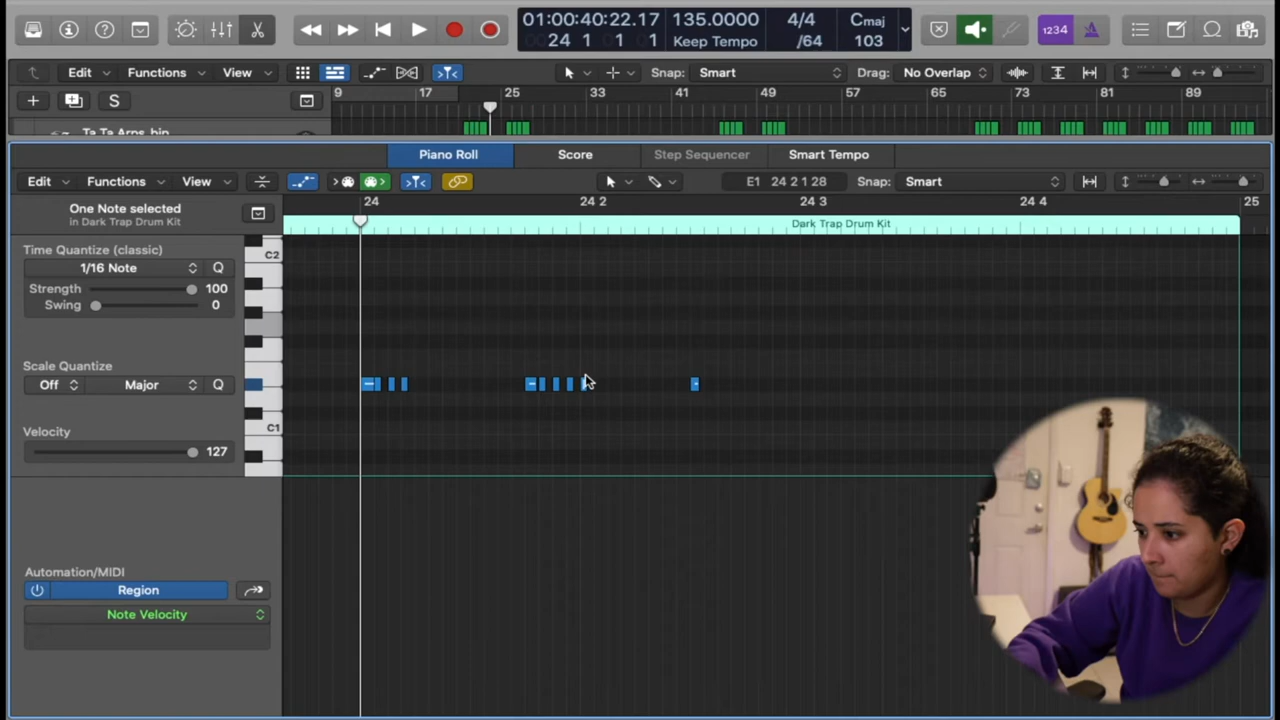 01:00:40:22.17 135.0000 4/4 Cmaj
24 1 1 1 Keep Tempo /64 103
1234
Edit Functions View Snap: Smart Drag: No Overlap
S 9 17 25 33 41 49 57 65 73 81 89
Piano Roll Score Step Sequencer Smart Tempo
Edit Functions View E1 24 2 1 28 Snap: Smart
One Note selected
in Dark Trap Drum Kit
24 24 2 24 3 24 4 25
Dark Trap Drum Kit
Time Quantize (classic)
1/16 Note Q
Strength 100
Swing 0
C2
Scale Quantize
Off Major Q
Velocity
127
C1
Automation/MIDI
Region
Note Velocity